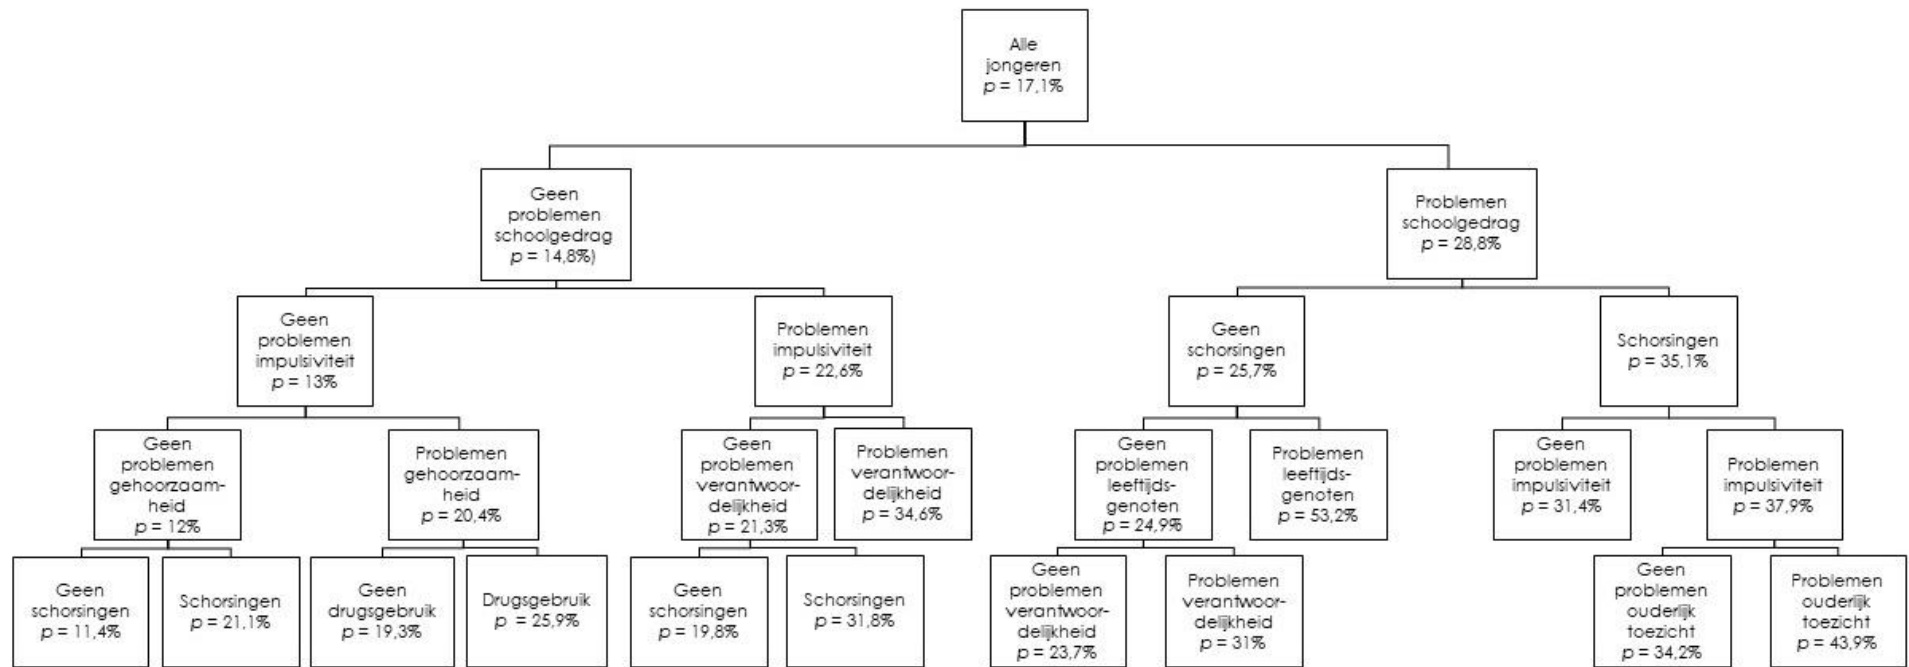 Alle
jongeren
p = 17,1%
Geen
problemen
schoolgedrag
p = 14,8%)
Problemen
schoolgedrag
p = 28,8%
Geen
problemen
impulsiviteit
p = 13%
Problemen
impulsiviteit
p = 22,6%
Geen
schorsingen
p = 25,7%
Schorsingen
p = 35,1%
Geen
problemen
gehoorzaam-
heid
p = 12%
Problemen
gehoorzaam-
heid
p = 20,4%
Geen
problemen
verantwoor-
delijkheid
p = 21,3%
Problemen
verantwoor-
delijkheid
p = 34,6%
Geen
problemen
leeftijds-
genoten
p = 24,9%
Problemen
leeftijds-
genoten
p = 53,2%
Geen
problemen
impulsiviteit
p = 31,4%
Problemen
impulsiviteit
p = 37,9%
Geen
schorsingen
p = 11,4%
Schorsingen
p = 21,1%
Geen
drugsgebruik
p = 19,3%
Drugsgebruik
p = 25,9%
Geen
schorsingen
p = 19,8%
Schorsingen
p = 31,8%
Geen
problemen
verantwoor-
delijkheid
p = 23,7%
Problemen
verantwoor-
delijkheid
p = 31%
Geen
problemen
ouderlijk
toezicht
p = 34,2%
Problemen
ouderlijk
toezicht
p = 43,9%